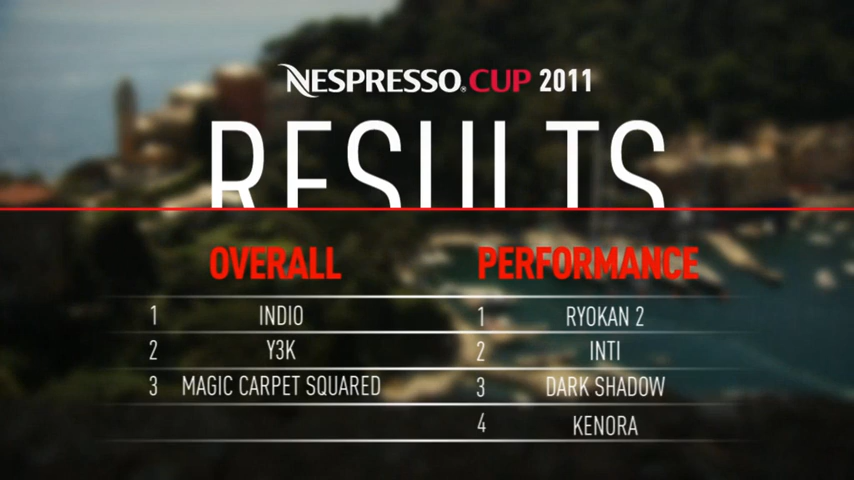 NESPRESSO® CUP 2011
RESULTS
OVERALL
1 INDIO
2 Y3K
3 MAGIC CARPET SQUARED
PERFORMANCE
1 RYOKAN 2
2 INTI
3 DARK SHADOW
4 KENORA